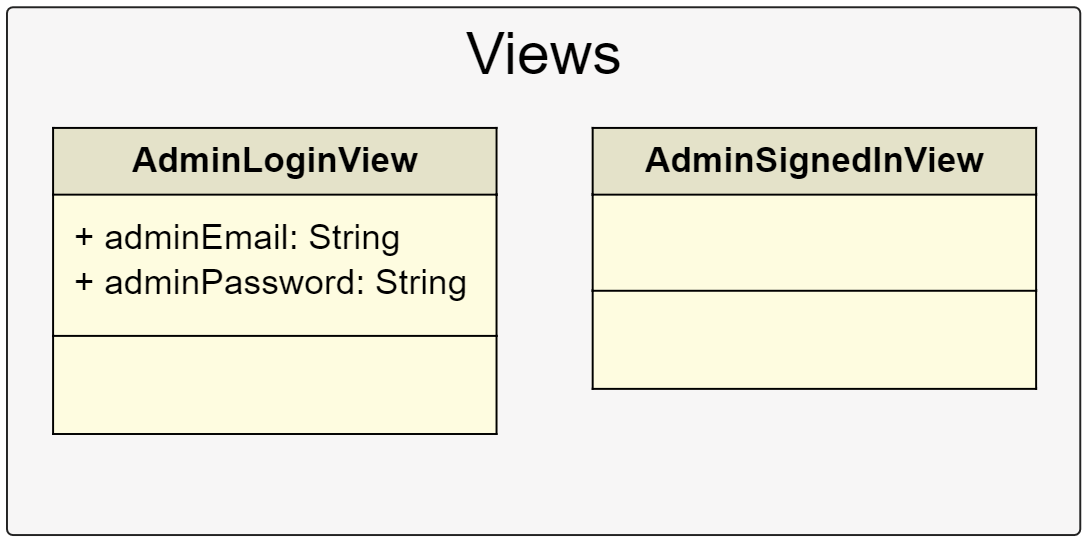 Views
AdminLoginView
+ adminEmail: String
+ adminPassword: String
AdminSignedInView